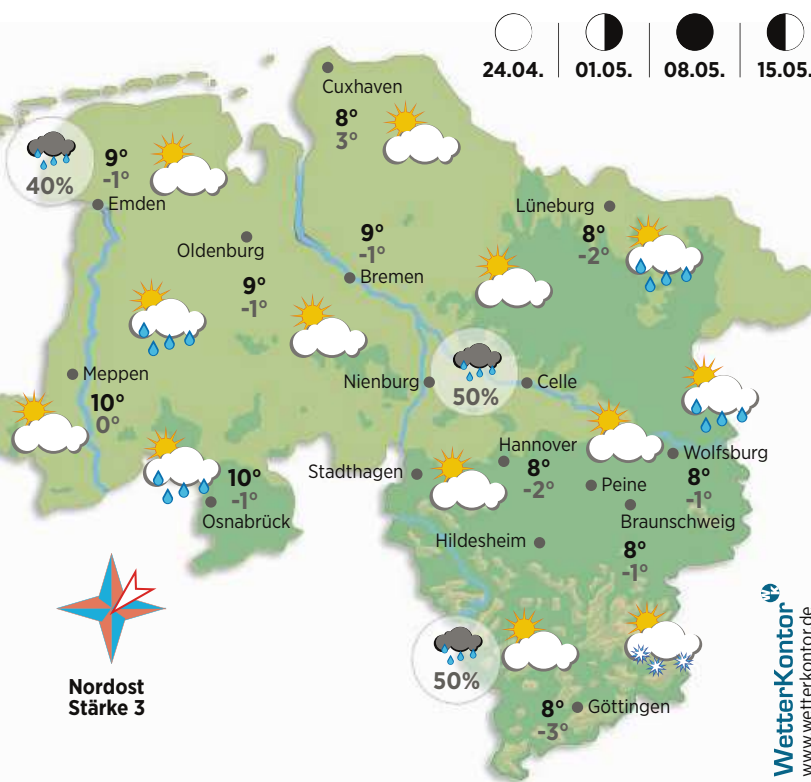 24.04.
01.05.
08.05.
15.05.
Cuxhaven
8°
3°
40%
9°
-1°
Emden
Lüneburg
8°
-2°
Oldenburg
9°
-1°
9°
-1°
Bremen
Meppen
10°
0°
Nienburg
50%
Celle
Stadthagen
Hannover
8°
-2°
Wolfsburg
8°
-1°
Peine
Braunschweig
8°
-1°
10°
-1°
Osnabrück
Hildesheim
Nordost
Stärke 3
50%
8°
-3°
Göttingen
WetterKontor
www.wetterkontor.de